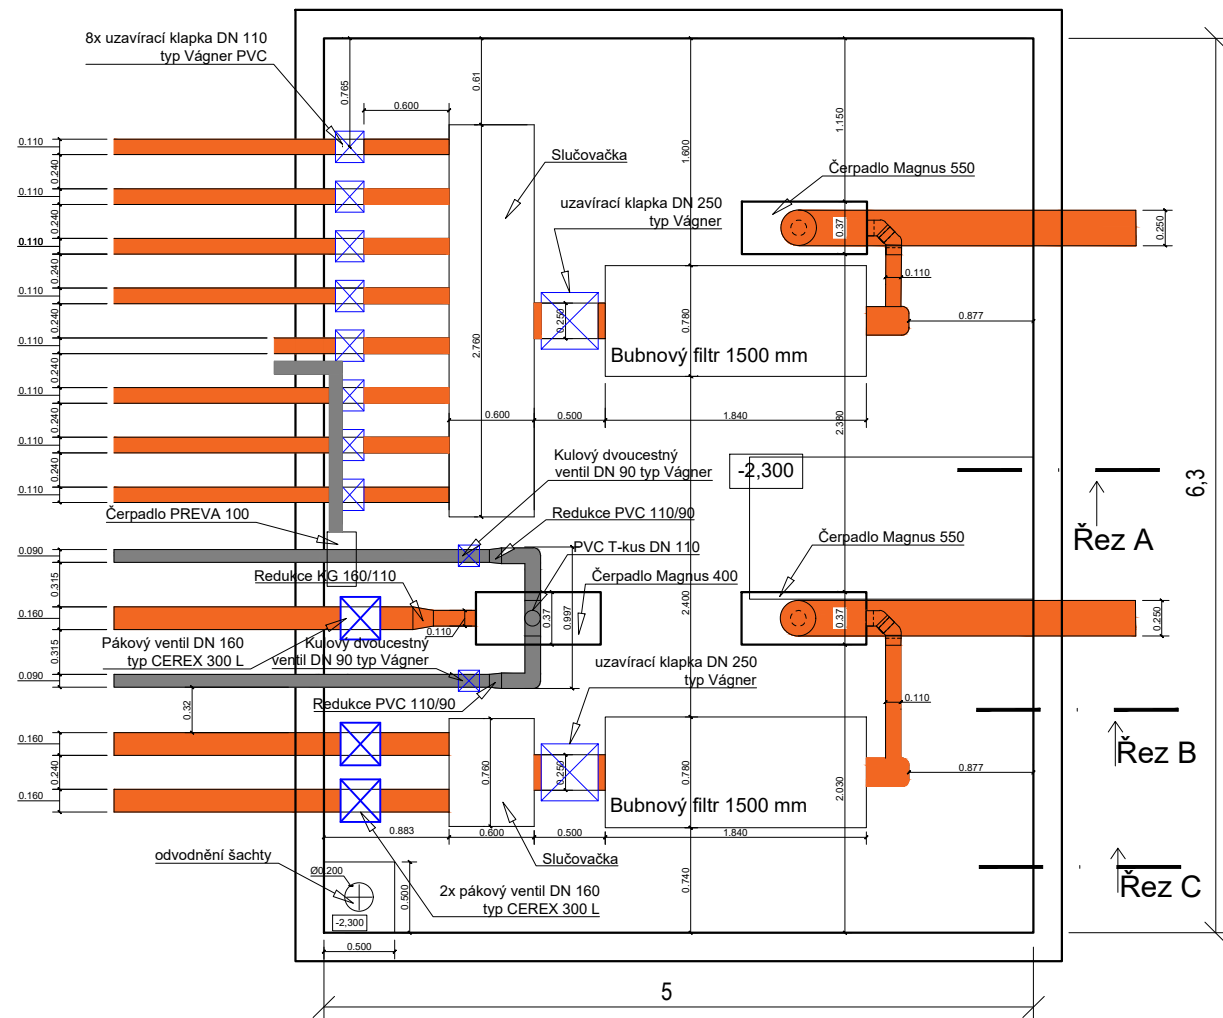 8x uzavírací klapka DN 110
typ Vágner PVC
0.765
0.61
0.600
1.150
1.600
6,3
0.110
0.240
0.110
0.240
0.110
0.240
0.110
0.240
0.110
0.240
0.110
0.240
0.110
0.240
0.110
Slučovačka
uzavírací klapka DN 250
typ Vágner
Čerpadlo Magnus 550
0.37
0.250
0.110
0.877
0.250
0.780
2.760
Bubnový filtr 1500 mm
0.600
0.500
1.840
2.380
Kulový dvoucestný
ventil DN 90 typ Vágner
-2,300
Řez A
Čerpadlo PREVA 100
Redukce PVC 110/90
PVC T-kus DN 110
Čerpadlo Magnus 550
0.090
0.315
0.160
0.315
0.090
Redukce KG 160/110
Čerpadlo Magnus 400
0.37
0.997
2.400
0.37
0.250
0.110
Pákový ventil DN 160
typ CEREX 300 L
Kulový dvoucestný
ventil DN 90 typ Vágner
uzavírací klapka DN 250
typ Vágner
Redukce PVC 110/90
0.32
0.110
Řez B
0.160
0.240
0.160
0.760
0.250
0.780
2.030
0.877
Bubnový filtr 1500 mm
0.883
0.600
0.500
1.840
Slučovačka
odvodnění šachty
Ø0,200
0.500
0.740
2x pákový ventil DN 160
typ CEREX 300 L
Řez C
-2,300
0.500
5